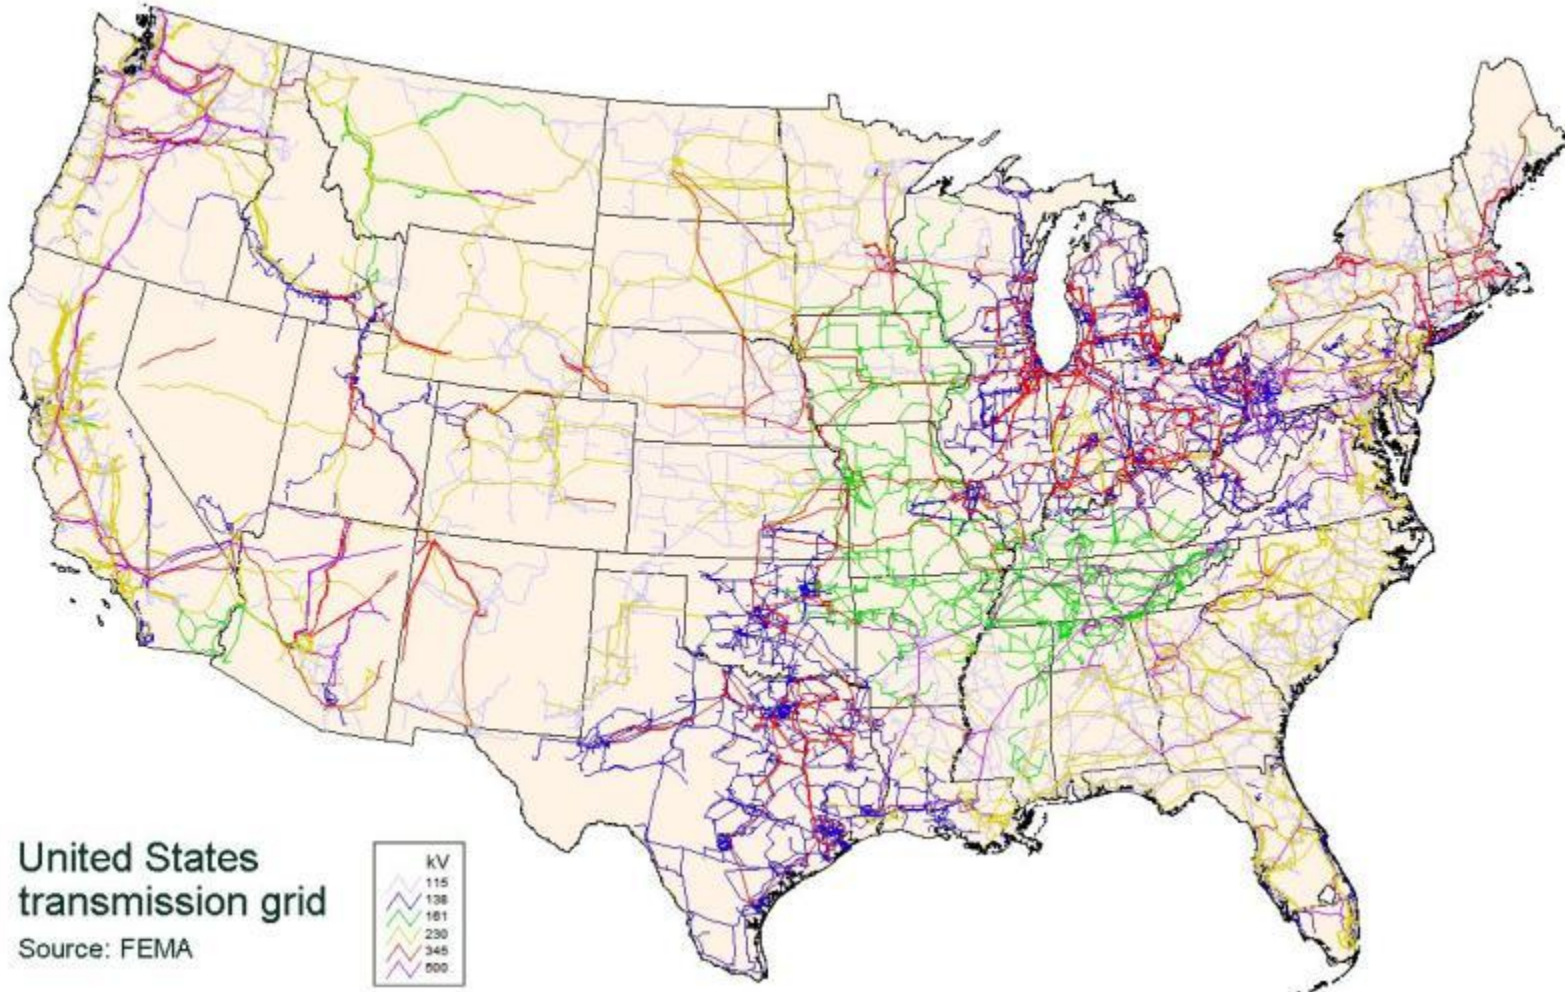 United States
transmission grid
Source: FEMA
kV
115
138
161
230
345
500